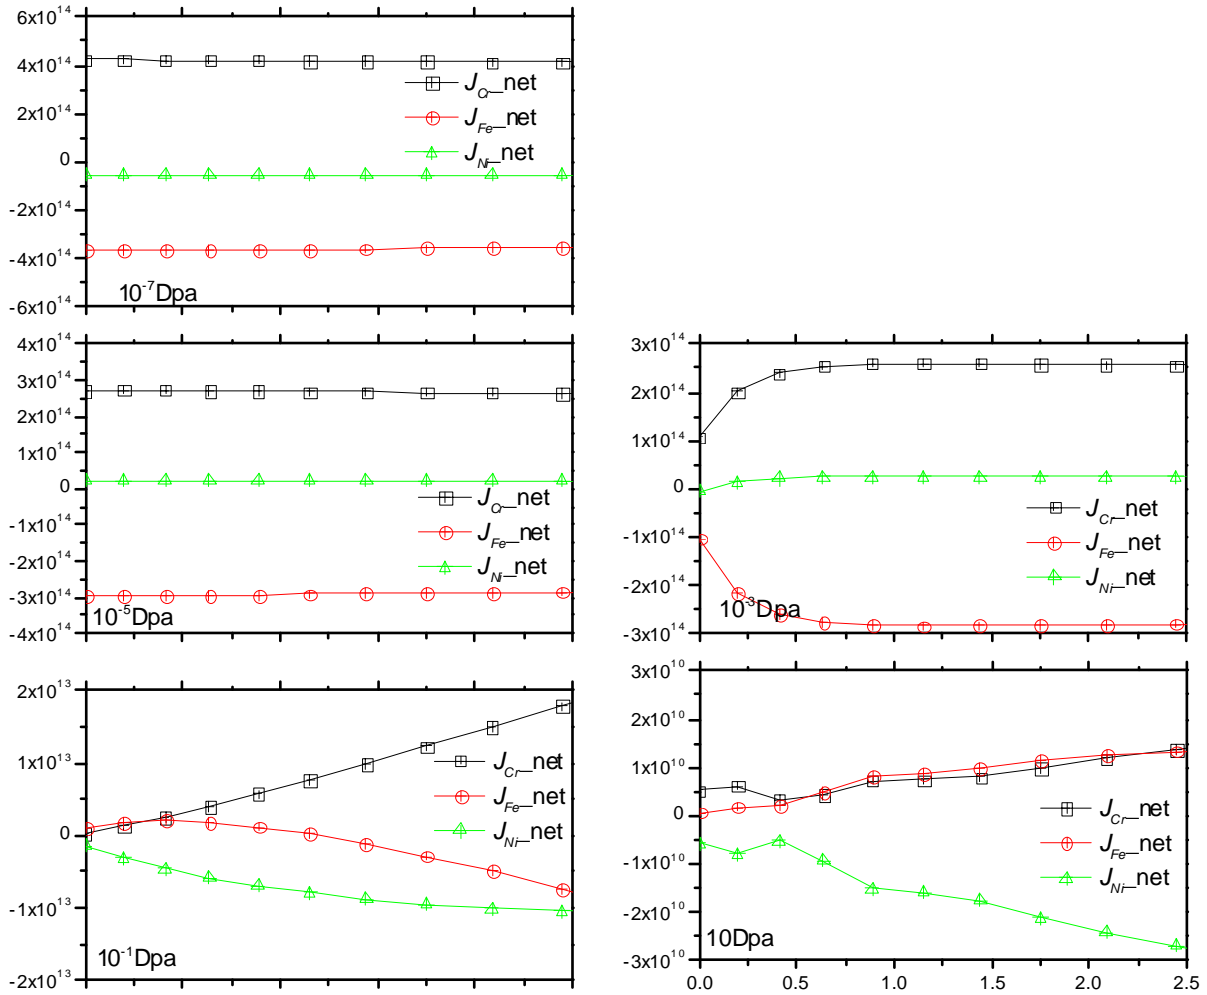 6x10^14
4x10^14
2x10^14
0
-2x10^14
-4x10^14
-6x10^14
J_Cr_net
J_Fe_net
J_Ni_net
10^-7Dpa
4x10^14
3x10^14
2x10^14
1x10^14
0
-1x10^14
-2x10^14
-3x10^14
-4x10^14
J_Cr_net
J_Fe_net
J_Ni_net
10^-5Dpa
3x10^14
2x10^14
1x10^14
0
-1x10^14
-2x10^14
-3x10^14
J_Cr_net
J_Fe_net
J_Ni_net
10^-3Dpa
2x10^13
1x10^13
0
-1x10^13
-2x10^13
J_Cr_net
J_Fe_net
J_Ni_net
10^-1Dpa
3x10^10
2x10^10
1x10^10
0
-1x10^10
-2x10^10
-3x10^10
J_Cr_net
J_Fe_net
J_Ni_net
10Dpa
0.0 0.5 1.0 1.5 2.0 2.5